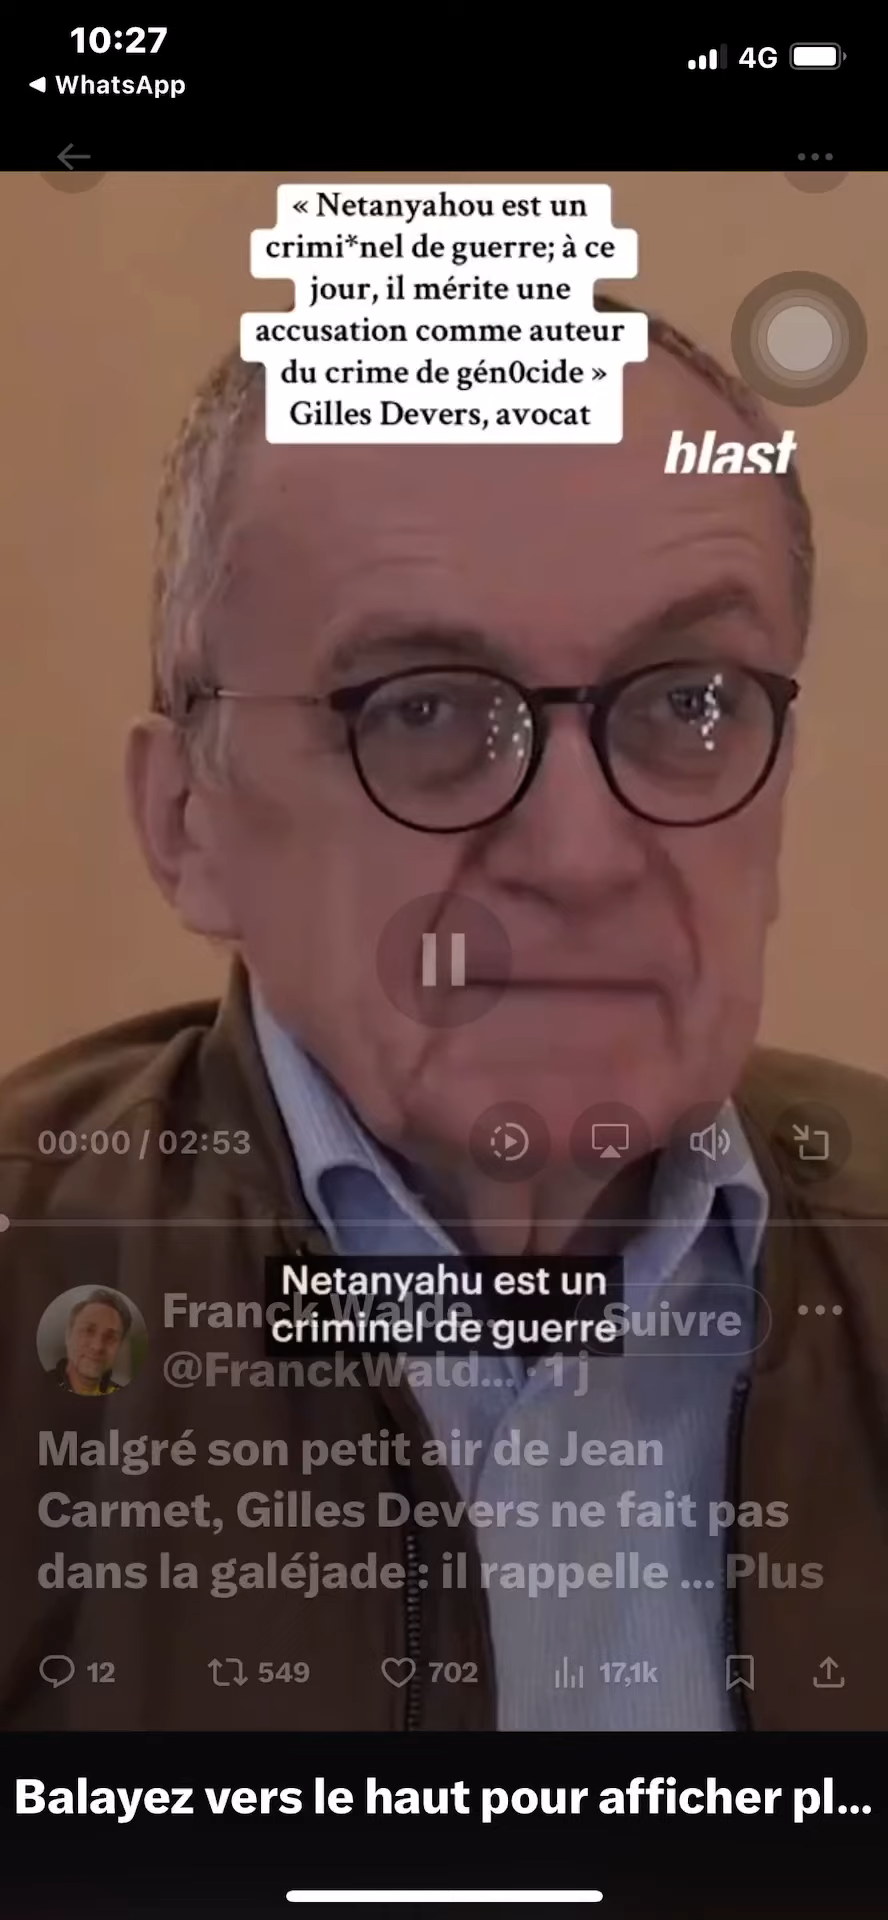 10:27
4G
WhatsApp
« Netanyahou est un
crimi*nel de guerre; à ce
jour, il mérite une
accusation comme auteur
du crime de gén0cide »
Gilles Devers, avocat
blast
00:00 / 02:53
Netanyahu est un
criminel de guerre
Franck Walde...
Suivre
@FranckWald... · 1j
Malgré son petit air de Jean
Carmet, Gilles Devers ne fait pas
dans la galéjade : il rappelle ... Plus
12 549 702 17,1k
Balayez vers le haut pour afficher pl...